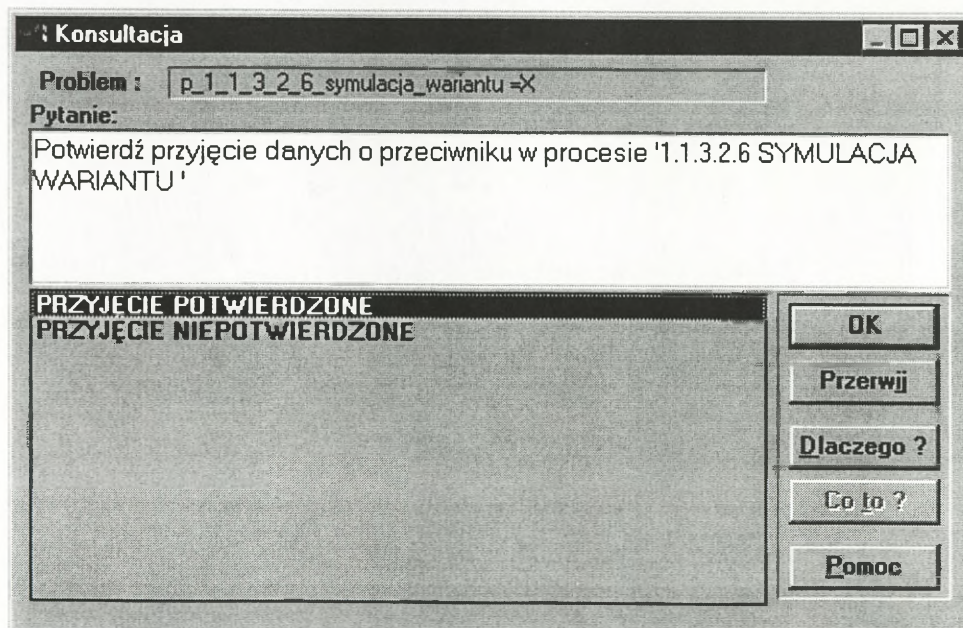 Konsultacja
Problem : p_1_1_3_2_6_symulacja_wariantu =X
Pytanie:
Potwierdź przyjęcie danych o przeciwniku w procesie '1.1.3.2.6 SYMULACJA
WARIANTU '
PRZYJĘCIE POTWIERDZONE
PRZYJĘCIE NIEPOTWIERDZONE
OK
Przerwij
Dlaczego ?
Co to ?
Pomoc